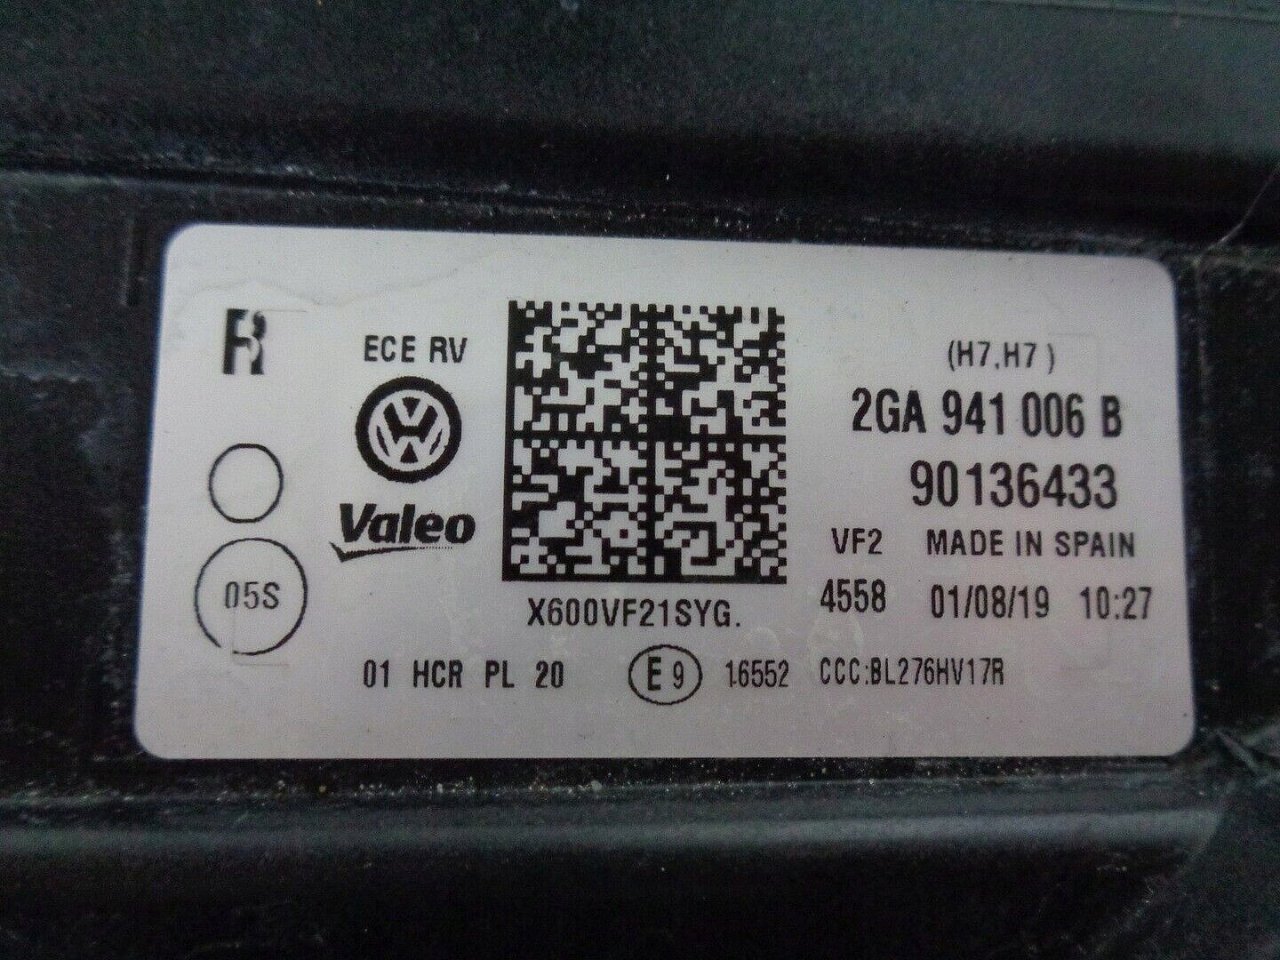 R
ECE RV
(H7,H7 )
2GA 941 006 B
90136433
Valeo
VF2 MADE IN SPAIN
05S
X600VF21SYG.
4558 01/08/19 10:27
01 HCR PL 20 E 9 16552 CCC:BL276HV17R